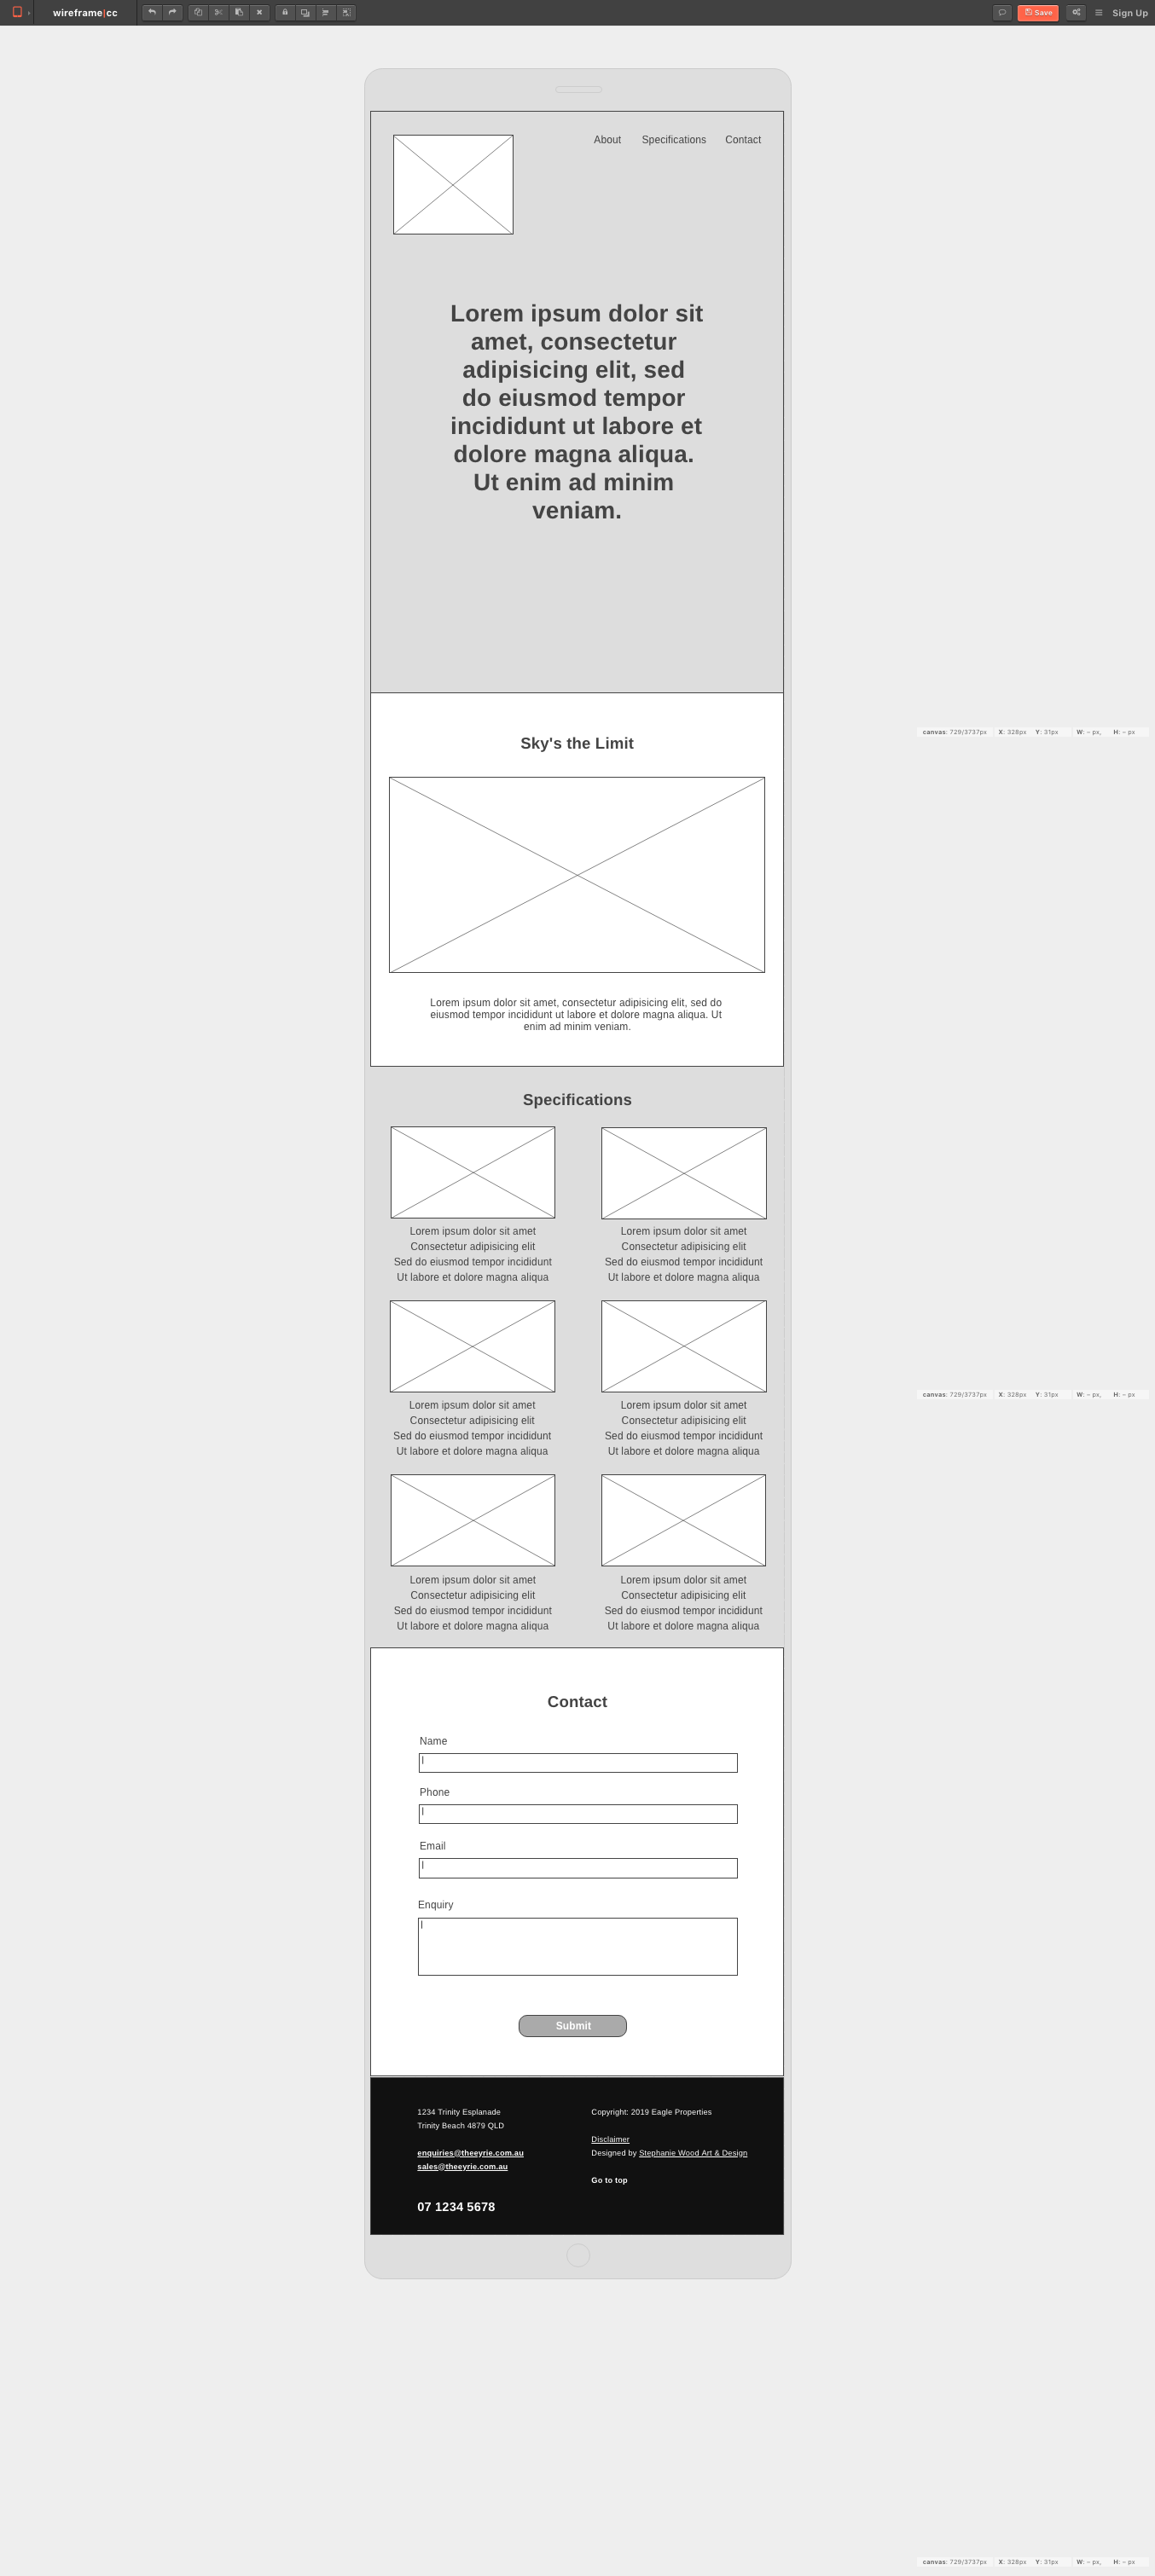 wireframe|cc
Save
Sign Up
About Specifications Contact
Lorem ipsum dolor sit
amet, consectetur
adipisicing elit, sed
do eiusmod tempor
incididunt ut labore et
dolore magna aliqua.
Ut enim ad minim
veniam.
Sky's the Limit
canvas: 729/3737px X: 328px Y: 31px W: – px, H: – px
Lorem ipsum dolor sit amet, consectetur adipisicing elit, sed do
eiusmod tempor incididunt ut labore et dolore magna aliqua. Ut
enim ad minim veniam.
Specifications
Lorem ipsum dolor sit amet
Consectetur adipisicing elit
Sed do eiusmod tempor incididunt
Ut labore et dolore magna aliqua
Lorem ipsum dolor sit amet
Consectetur adipisicing elit
Sed do eiusmod tempor incididunt
Ut labore et dolore magna aliqua
canvas: 729/3737px X: 328px Y: 31px W: – px, H: – px
Lorem ipsum dolor sit amet
Consectetur adipisicing elit
Sed do eiusmod tempor incididunt
Ut labore et dolore magna aliqua
Lorem ipsum dolor sit amet
Consectetur adipisicing elit
Sed do eiusmod tempor incididunt
Ut labore et dolore magna aliqua
Lorem ipsum dolor sit amet
Consectetur adipisicing elit
Sed do eiusmod tempor incididunt
Ut labore et dolore magna aliqua
Lorem ipsum dolor sit amet
Consectetur adipisicing elit
Sed do eiusmod tempor incididunt
Ut labore et dolore magna aliqua
Contact
Name
Phone
Email
Enquiry
Submit
1234 Trinity Esplanade
Trinity Beach 4879 QLD
enquiries@theeyrie.com.au
sales@theeyrie.com.au
07 1234 5678
Copyright: 2019 Eagle Properties
Disclaimer
Designed by Stephanie Wood Art & Design
Go to top
canvas: 729/3737px X: 328px Y: 31px W: – px, H: – px